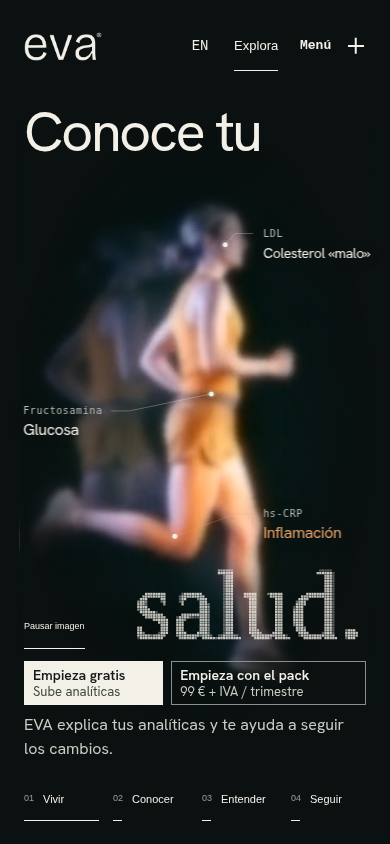 eva®
EN Explora Menú
Conoce tu
LDL
Colesterol «malo»
Fructosamina
Glucosa
hs-CRP
Inflamación
salud.
Pausar imagen
Empieza gratis
Sube analíticas
Empieza con el pack
99 € + IVA / trimestre
EVA explica tus analíticas y te ayuda a seguir
los cambios.
01 Vivir 02 Conocer 03 Entender 04 Seguir